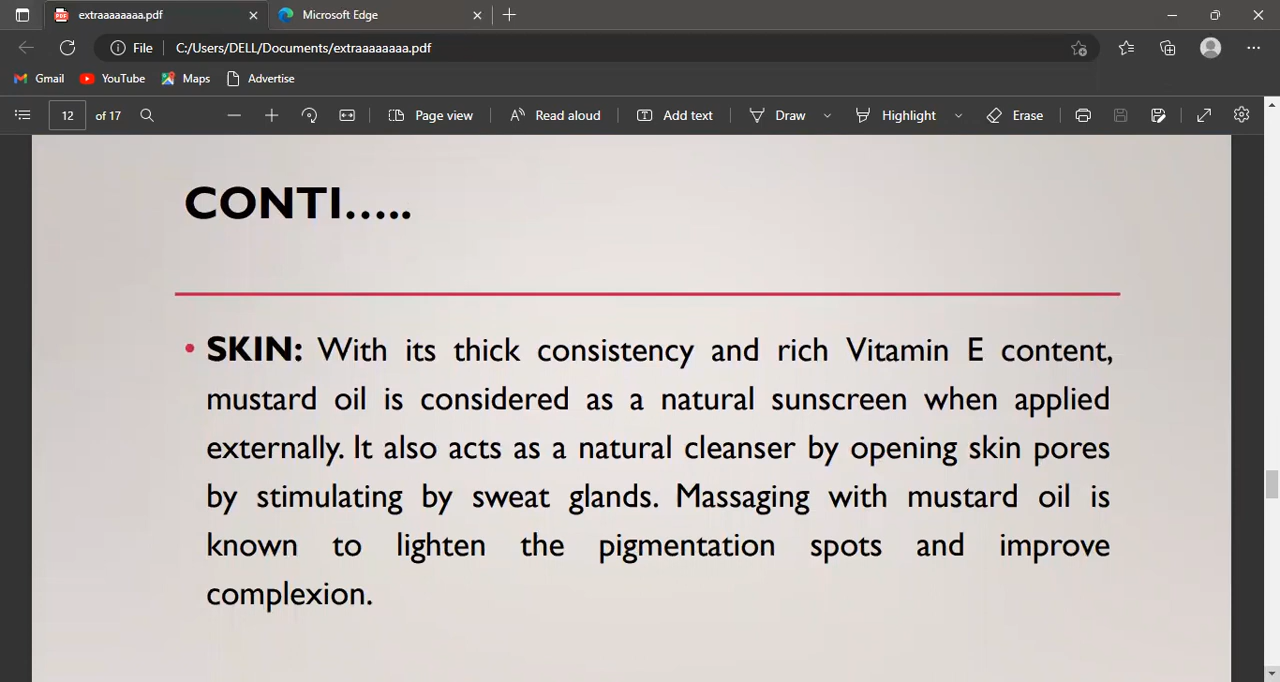 extraaaaaaaa.pdf
Microsoft Edge
File
C:/Users/DELL/Documents/extraaaaaaaa.pdf
Gmail
YouTube
Maps
Advertise
12
of 17
Page view
Read aloud
Add text
Draw
Highlight
Erase
CONTI…..
• SKIN: With its thick consistency and rich Vitamin E content,
mustard oil is considered as a natural sunscreen when applied
externally. It also acts as a natural cleanser by opening skin pores
by stimulating by sweat glands. Massaging with mustard oil is
known to lighten the pigmentation spots and improve
complexion.